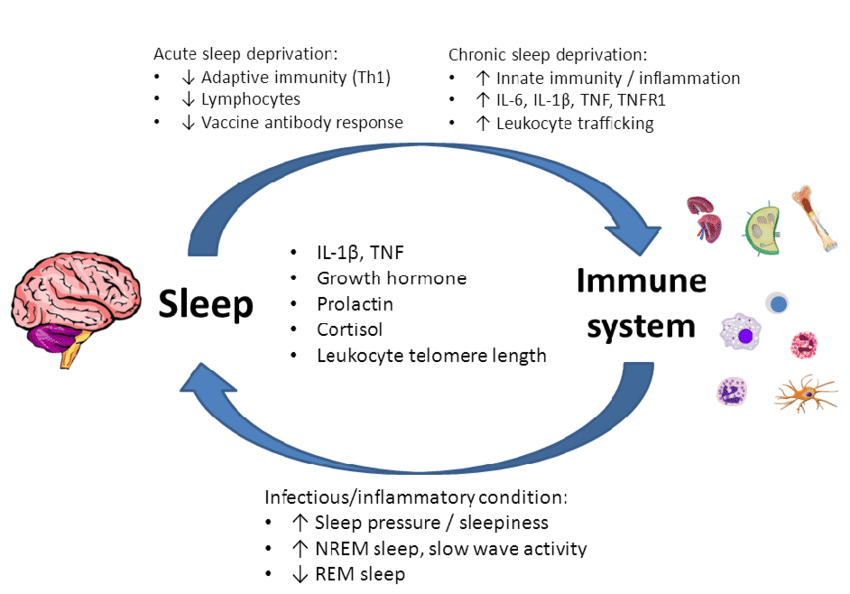 Acute sleep deprivation:
• ↓ Adaptive immunity (Th1)
• ↓ Lymphocytes
• ↓ Vaccine antibody response
Chronic sleep deprivation:
• ↑ Innate immunity / inflammation
• ↑ IL-6, IL-1β, TNF, TNFR1
• ↑ Leukocyte trafficking
Sleep
• IL-1β, TNF
• Growth hormone
• Prolactin
• Cortisol
• Leukocyte telomere length
Immune
system
Infectious/inflammatory condition:
• ↑ Sleep pressure / sleepiness
• ↑ NREM sleep, slow wave activity
• ↓ REM sleep